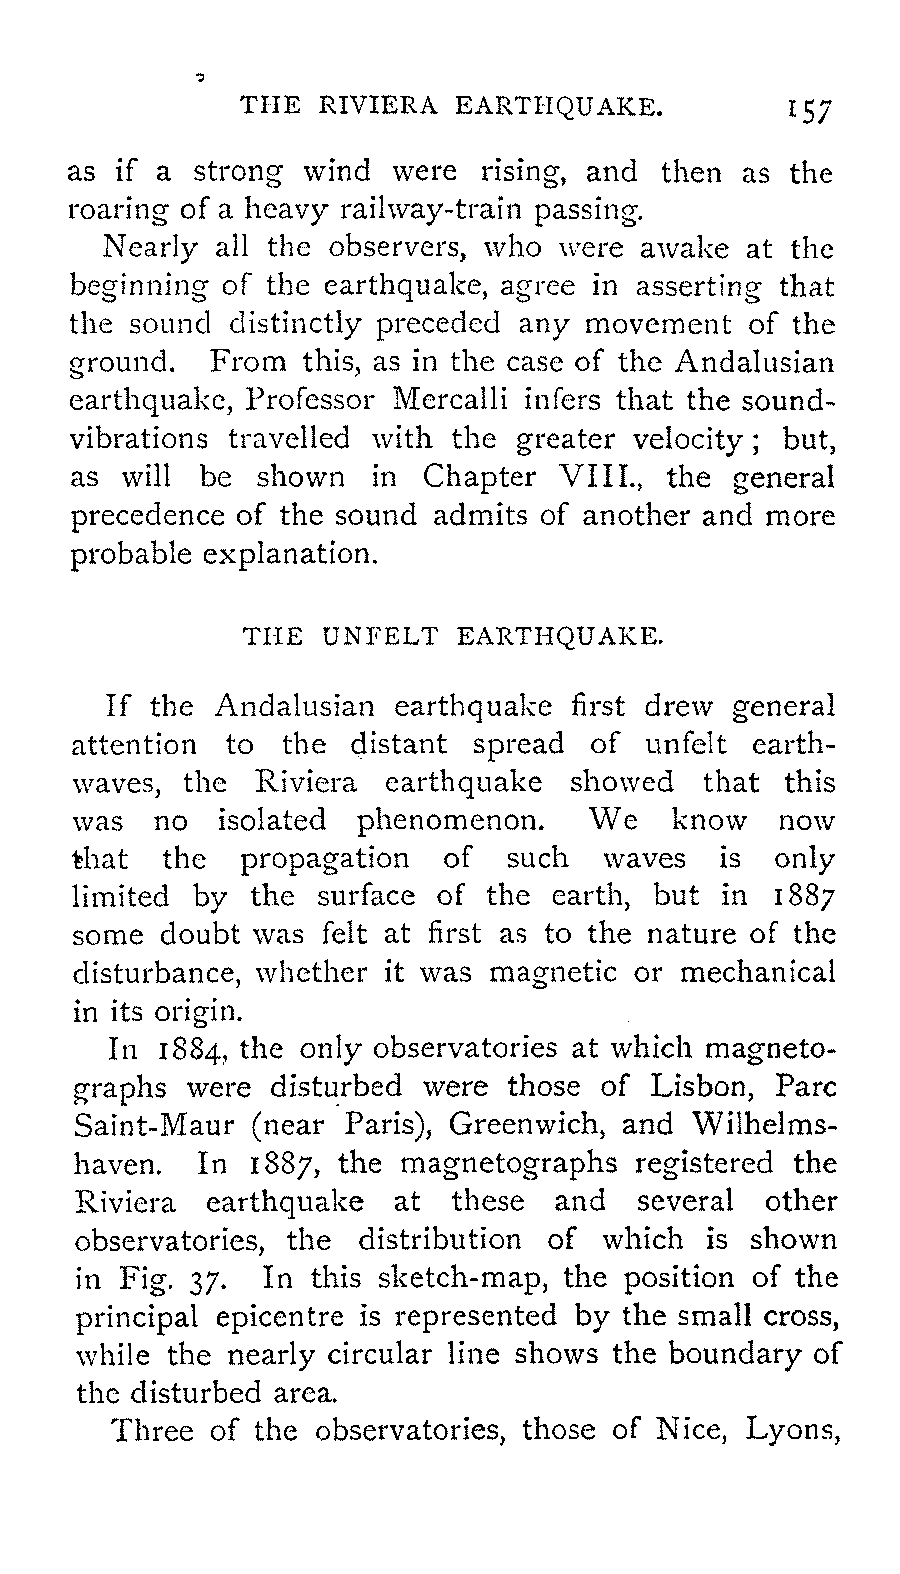 THE RIVIERA EARTHQUAKE. 157
as if a strong wind were rising, and then as the
roaring of a heavy railway-train passing.
Nearly all the observers, who were awake at the
beginning of the earthquake, agree in asserting that
the sound distinctly preceded any movement of the
ground. From this, as in the case of the Andalusian
earthquake, Professor Mercalli infers that the sound-
vibrations travelled with the greater velocity; but,
as will be shown in Chapter VIII., the general
precedence of the sound admits of another and more
probable explanation.
THE UNFELT EARTHQUAKE.
If the Andalusian earthquake first drew general
attention to the distant spread of unfelt earth-
waves, the Riviera earthquake showed that this
was no isolated phenomenon. We know now
that the propagation of such waves is only
limited by the surface of the earth, but in 1887
some doubt was felt at first as to the nature of the
disturbance, whether it was magnetic or mechanical
in its origin.
In 1884, the only observatories at which magneto-
graphs were disturbed were those of Lisbon, Parc
Saint-Maur (near Paris), Greenwich, and Wilhelms-
haven. In 1887, the magnetographs registered the
Riviera earthquake at these and several other
observatories, the distribution of which is shown
in Fig. 37. In this sketch-map, the position of the
principal epicentre is represented by the small cross,
while the nearly circular line shows the boundary of
the disturbed area.
Three of the observatories, those of Nice, Lyons,